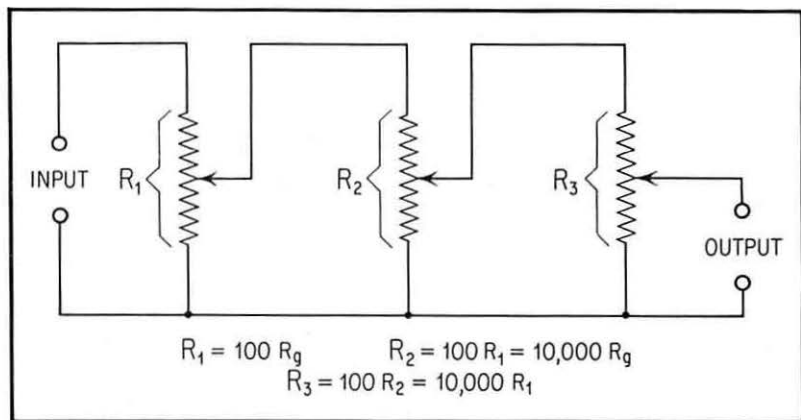 INPUT
R₁
R₂
R₃
OUTPUT
R₁ = 100 Rg
R₂ = 100 R₁ = 10,000 Rg
R₃ = 100 R₂ = 10,000 R₁